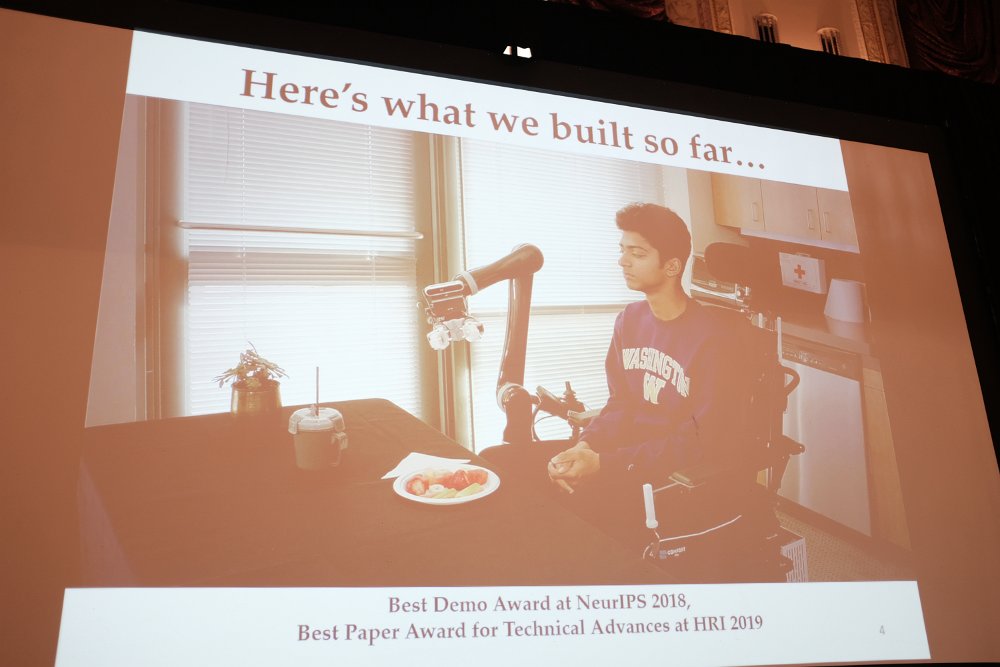 Here's what we built so far...
WASHINGTON
W
Best Demo Award at NeurIPS 2018,
Best Paper Award for Technical Advances at HRI 2019
4